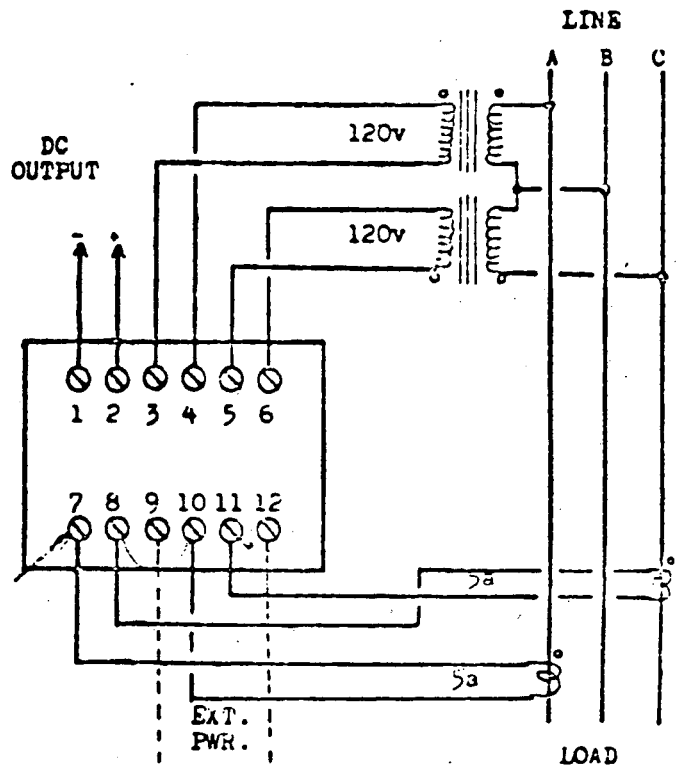 LINE
A B C
120v
DC
OUTPUT
120v
- +
1 2 3 4 5 6
7 8 9 10 11 12
5a
5a
EXT.
PWR.
LOAD